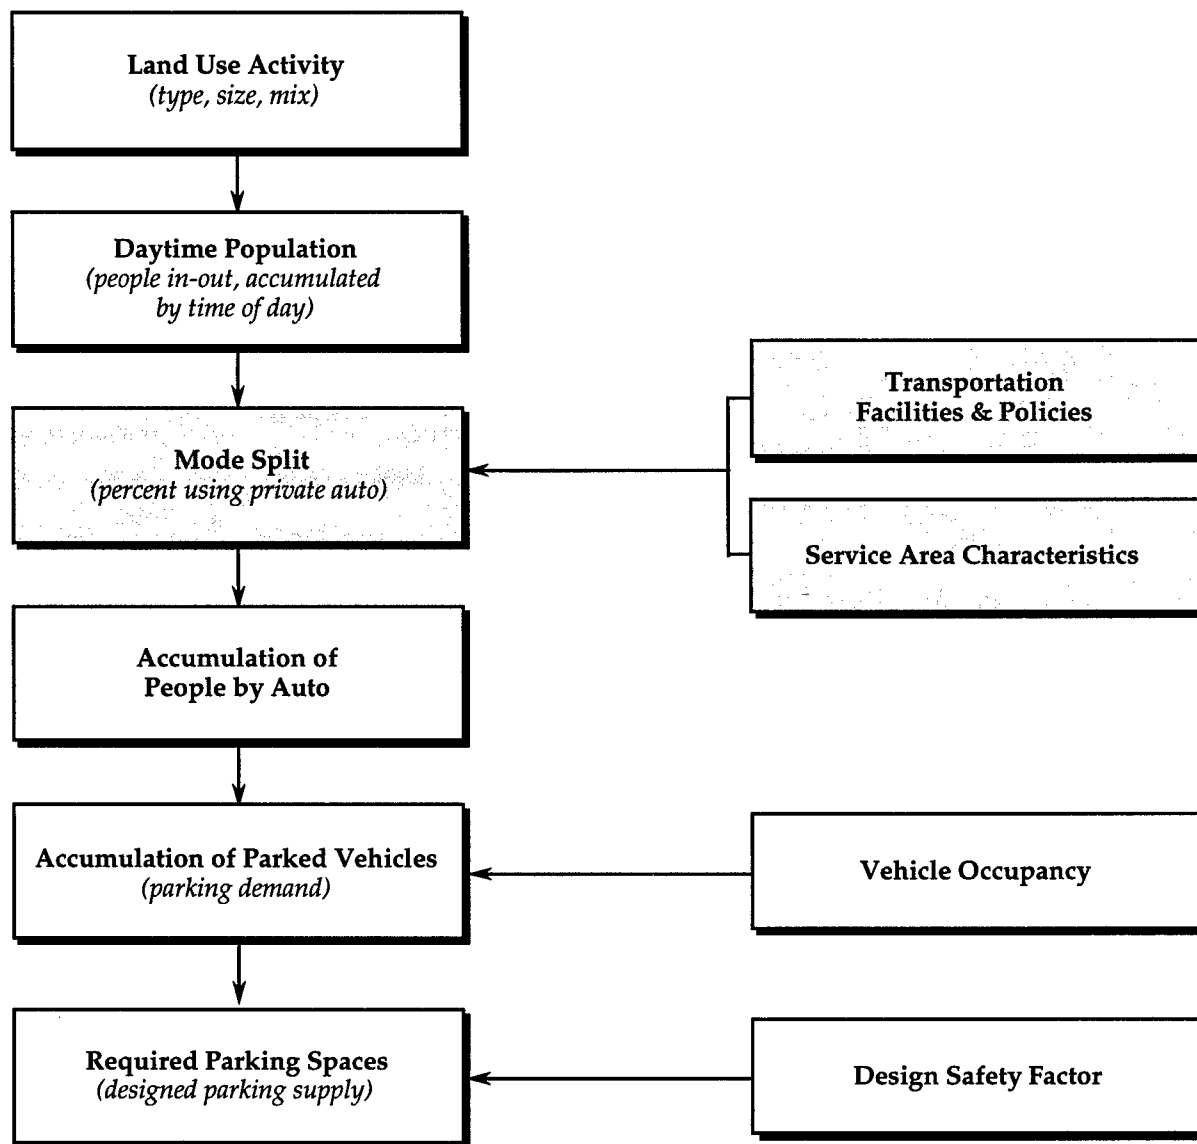 Land Use Activity
(type, size, mix)
Daytime Population
(people in-out, accumulated
by time of day)
Transportation
Facilities & Policies
Mode Split
(percent using private auto)
Service Area Characteristics
Accumulation of
People by Auto
Accumulation of Parked Vehicles
(parking demand)
Vehicle Occupancy
Required Parking Spaces
(designed parking supply)
Design Safety Factor